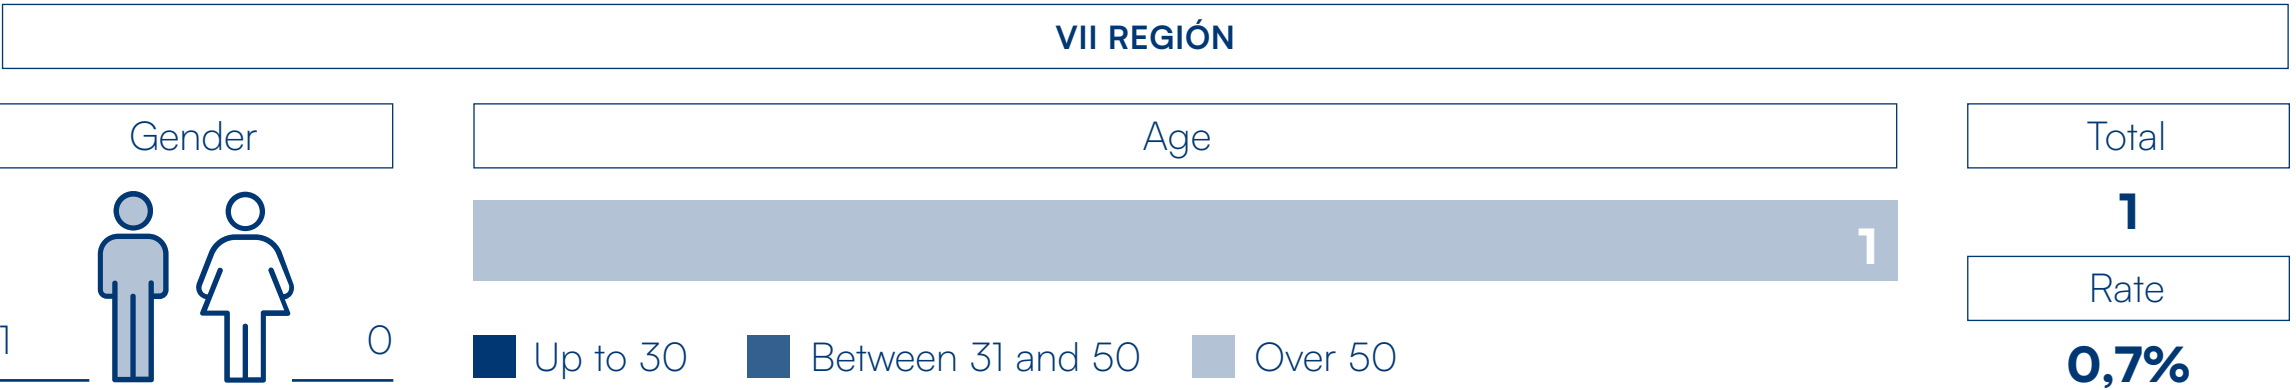 VII REGIÓN
Gender
1
0
Age
1
Up to 30
Between 31 and 50
Over 50
Total
1
Rate
0,7%